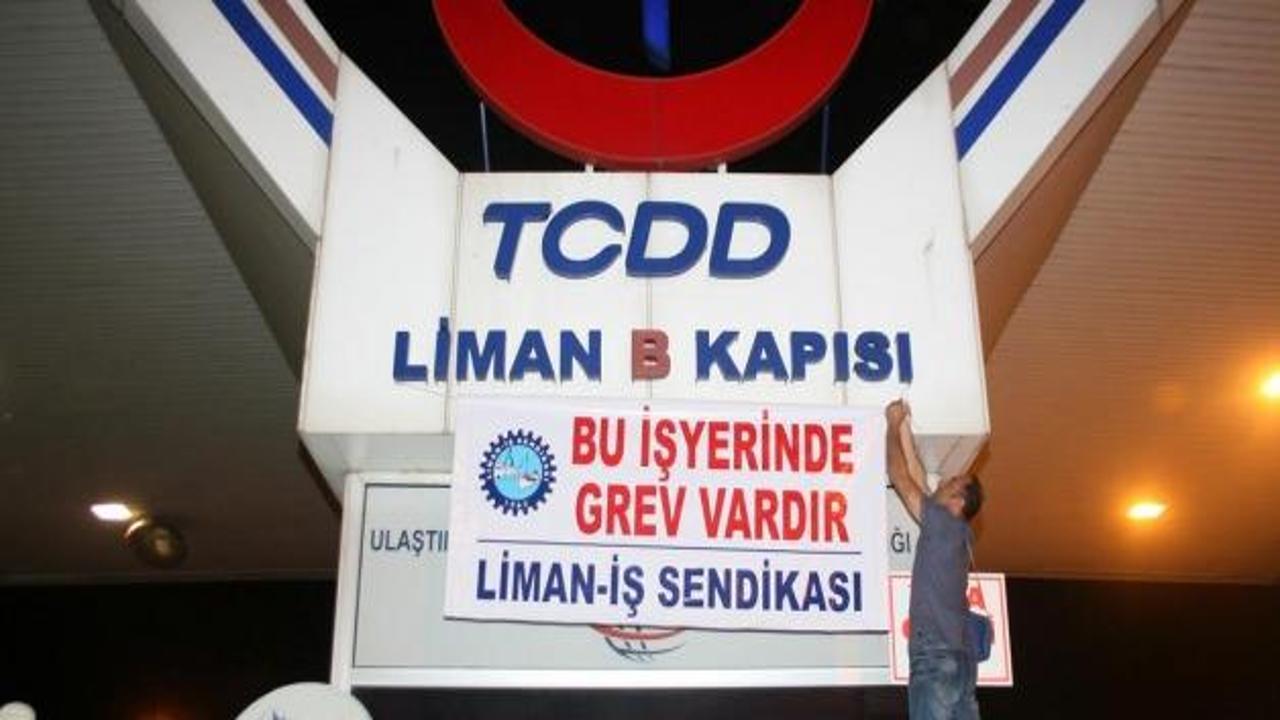 TCDD
LİMAN B KAPISI
BU İŞYERİNDE
GREV VARDIR
LİMAN-İŞ SENDİKASI